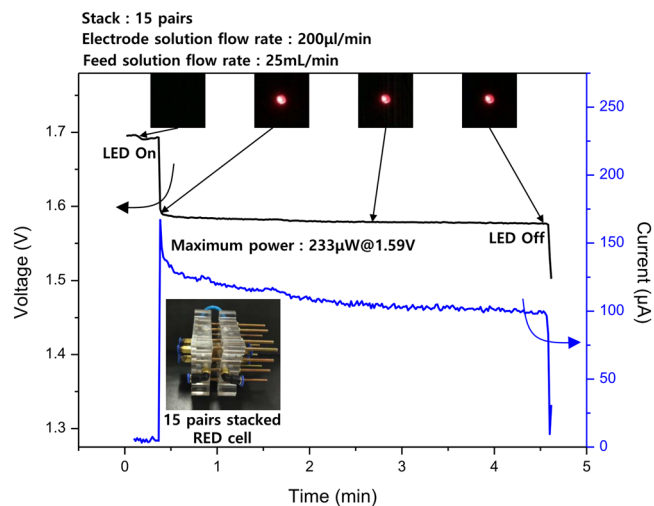 Stack : 15 pairs
Electrode solution flow rate : 200µl/min
Feed solution flow rate : 25mL/min
LED On
LED Off
Maximum power : 233µW@1.59V
15 pairs stacked
RED cell
Voltage (V)
1.7
1.6
1.5
1.4
1.3
Current (µA)
250
200
150
100
50
0
0 1 2 3 4 5
Time (min)